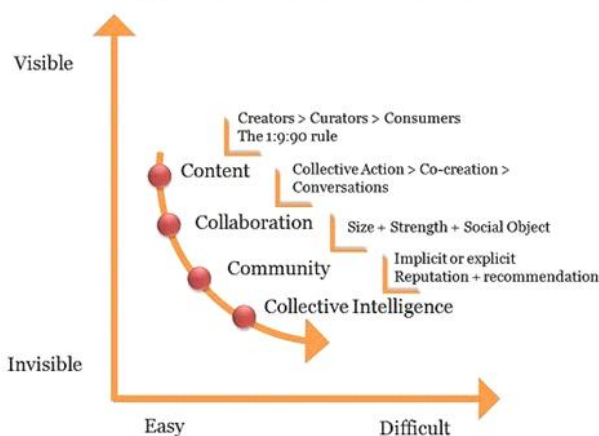 Visible
Creators > Curators > Consumers
The 1:9:90 rule
Content
Collective Action > Co-creation >
Conversations
Collaboration
Size + Strength + Social Object
Community
Implicit or explicit
Reputation + recommendation
Collective Intelligence
Invisible
Easy
Difficult